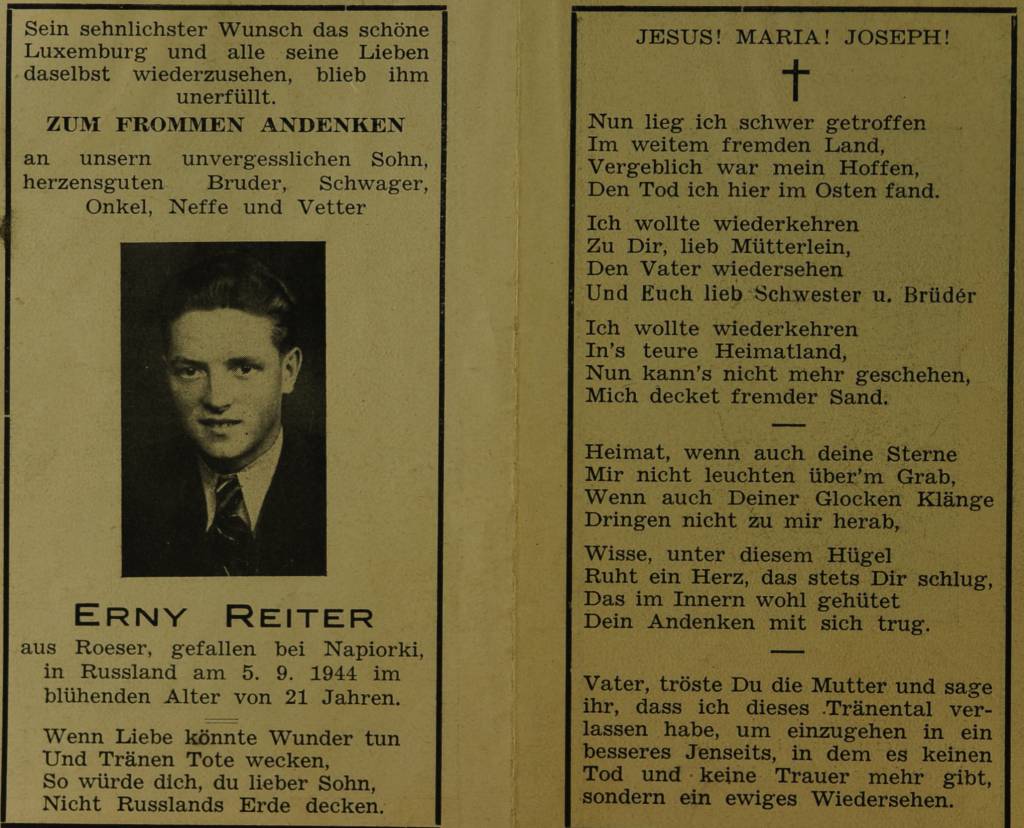 Sein sehnlichster Wunsch das schöne
Luxemburg und alle seine Lieben
daselbst wiederzusehen, blieb ihm
unerfüllt.
ZUM FROMMEN ANDENKEN
an unsern unvergesslichen Sohn,
herzensguten Bruder, Schwager,
Onkel, Neffe und Vetter
ERNY REITER
aus Roeser, gefallen bei Napiorki,
in Russland am 5. 9. 1944 im
blühenden Alter von 21 Jahren.
Wenn Liebe könnte Wunder tun
Und Tränen Tote wecken,
So würde dich, du lieber Sohn,
Nicht Russlands Erde decken.
JESUS! MARIA! JOSEPH!
Nun lieg ich schwer getroffen
Im weitem fremden Land,
Vergeblich war mein Hoffen,
Den Tod ich hier im Osten fand.
Ich wollte wiederkehren
Zu Dir, lieb Mütterlein,
Den Vater wiedersehen
Und Euch lieb Schwester u. Brüdér
Ich wollte wiederkehren
In's teure Heimatland,
Nun kann's nicht mehr geschehen,
Mich decket fremder Sand.
Heimat, wenn auch deine Sterne
Mir nicht leuchten über'm Grab,
Wenn auch Deiner Glocken Klänge
Dringen nicht zu mir herab,
Wisse, unter diesem Hügel
Ruht ein Herz, das stets Dir schlug,
Das im Innern wohl gehütet
Dein Andenken mit sich trug.
Vater, tröste Du die Mutter und sage
ihr, dass ich dieses Tränental ver-
lassen habe, um einzugehen in ein
besseres Jenseits, in dem es keinen
Tod und keine Trauer mehr gibt,
sondern ein ewiges Wiedersehen.